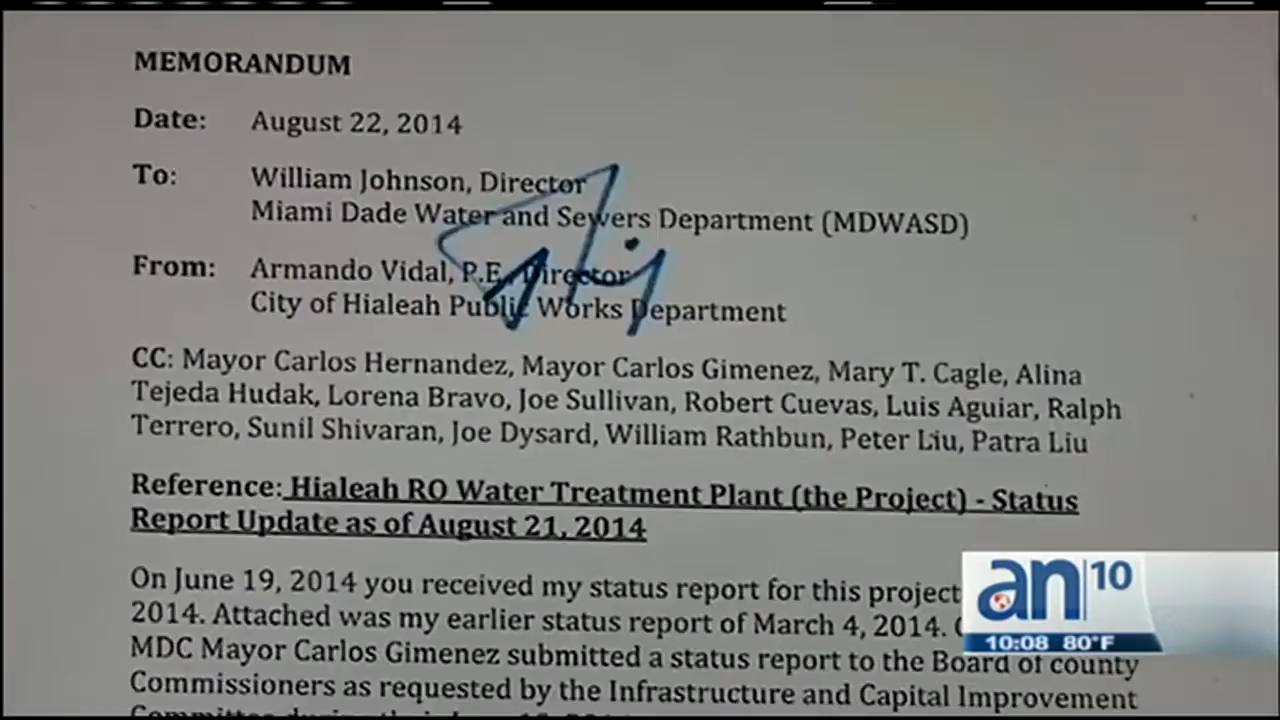 MEMORANDUM
Date: August 22, 2014
To: William Johnson, Director
Miami Dade Water and Sewers Department (MDWASD)
From: Armando Vidal, P.E. Director
City of Hialeah Public Works Department
CC: Mayor Carlos Hernandez, Mayor Carlos Gimenez, Mary T. Cagle, Alina
Tejeda Hudak, Lorena Bravo, Joe Sullivan, Robert Cuevas, Luis Aguiar, Ralph
Terrero, Sunil Shivaran, Joe Dysard, William Rathbun, Peter Liu, Patra Liu
Reference: Hialeah RO Water Treatment Plant (the Project) - Status
Report Update as of August 21, 2014
On June 19, 2014 you received my status report for this project
2014. Attached was my earlier status report of March 4, 2014.
MDC Mayor Carlos Gimenez submitted a status report to the Board of county
Commissioners as requested by the Infrastructure and Capital Improvement
an 10
10:08 80°F